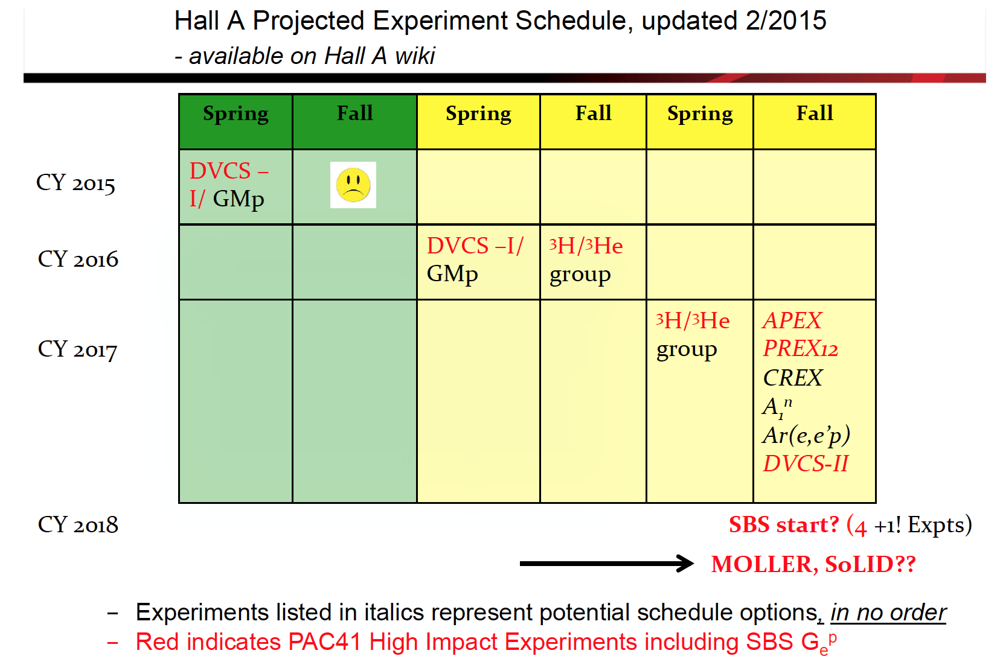 Hall A Projected Experiment Schedule, updated 2/2015
- available on Hall A wiki
Spring Fall Spring Fall Spring Fall
CY 2015
DVCS –
I/ GMp
CY 2016
DVCS –I/
GMp
³H/³He
group
CY 2017
³H/³He
group
APEX
PREX12
CREX
A₁ⁿ
Ar(e,e’p)
DVCS-II
CY 2018
SBS start? (4 +1! Expts)
MOLLER, SoLID??
– Experiments listed in italics represent potential schedule options, in no order
– Red indicates PAC41 High Impact Experiments including SBS Gₑᵖ